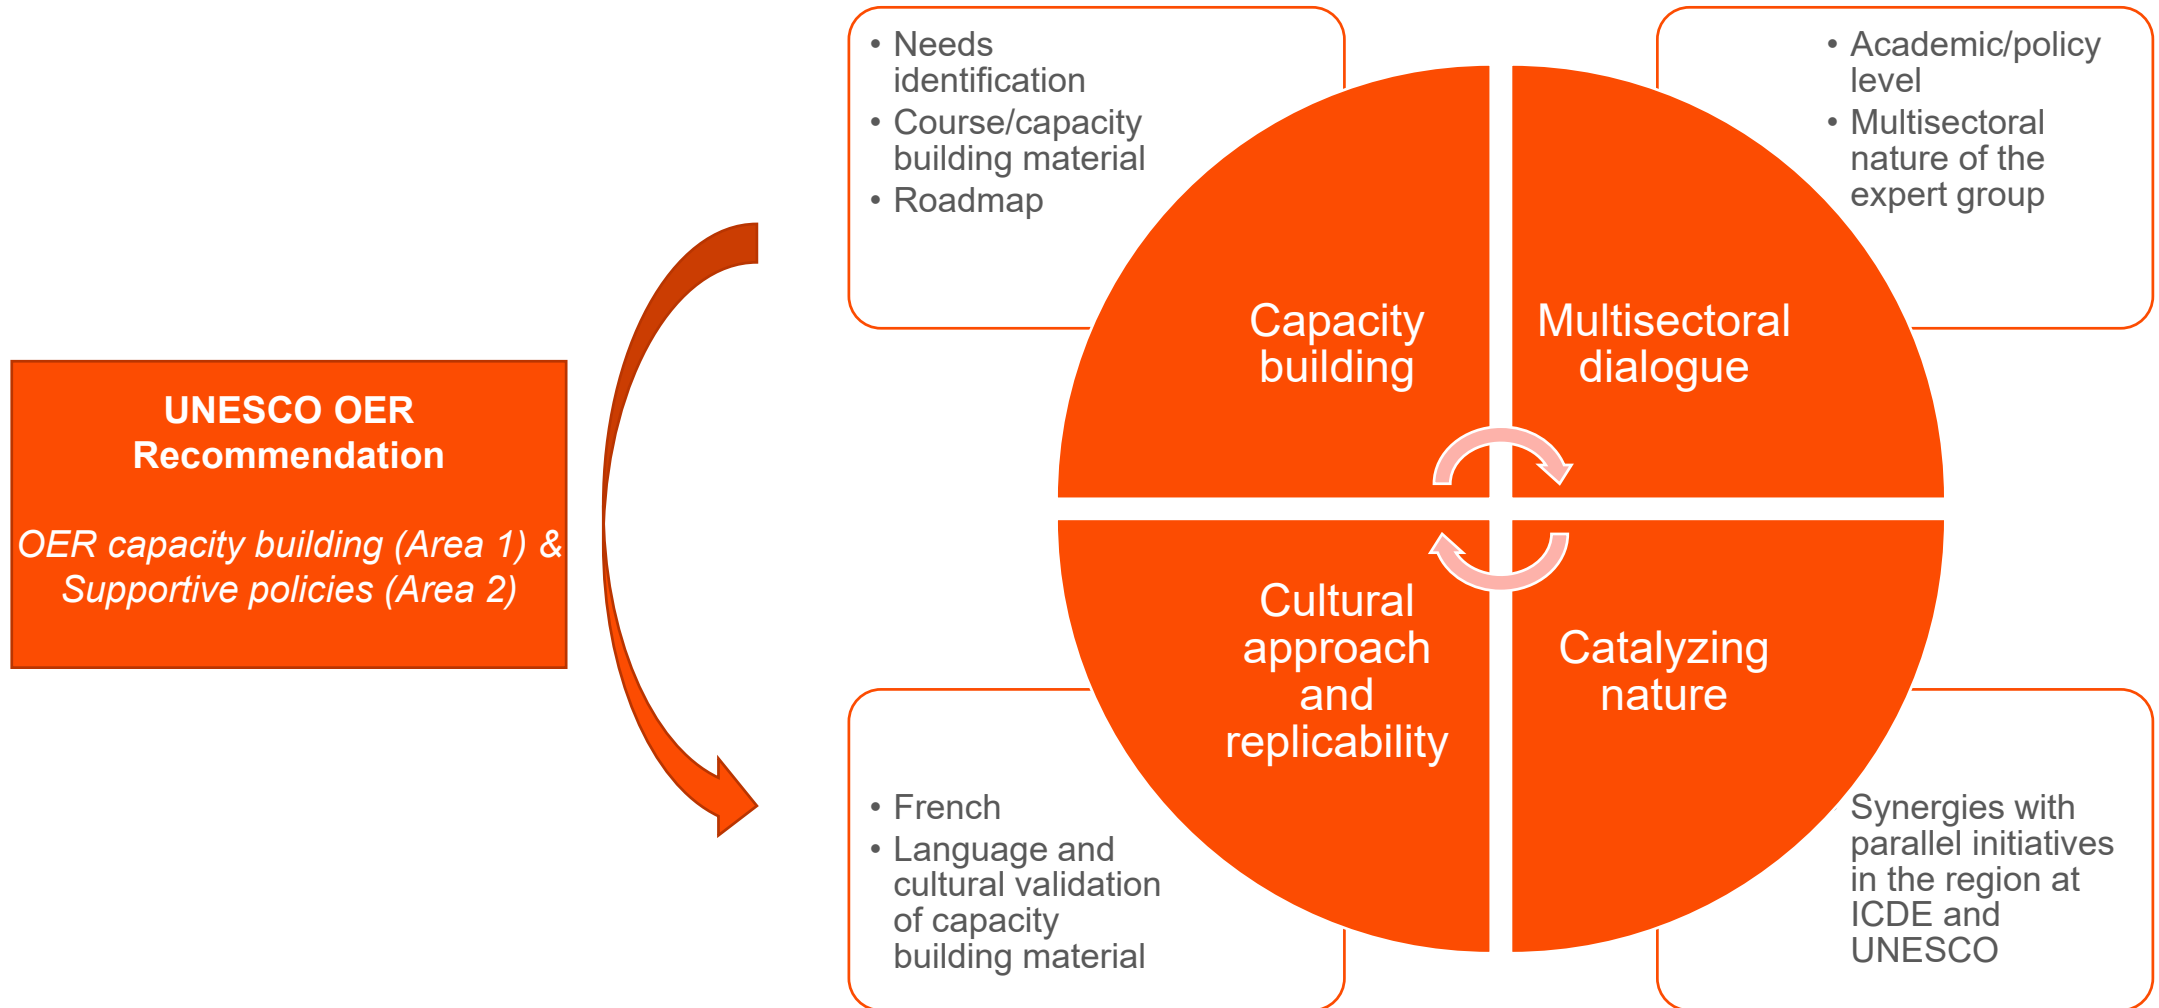 UNESCO OER
Recommendation
OER capacity building (Area 1) &
Supportive policies (Area 2)
• Needs
identification
• Course/capacity
building material
• Roadmap
Capacity
building
• Academic/policy
level
• Multisectoral
nature of the
expert group
Multisectoral
dialogue
• French
• Language and
cultural validation
of capacity
building material
Cultural
approach
and
replicability
Catalyzing
nature
Synergies with
parallel initiatives
in the region at
ICDE and
UNESCO